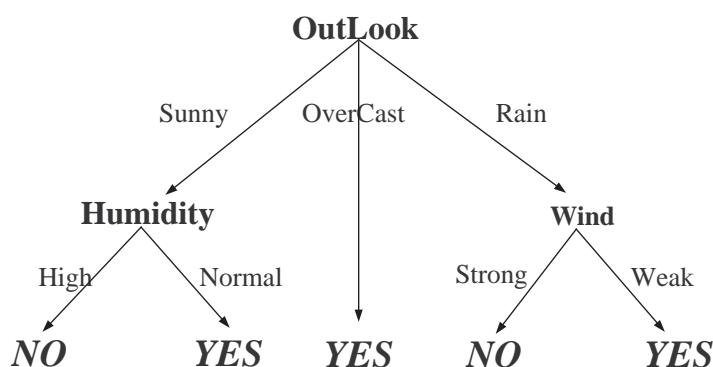 OutLook
Sunny OverCast Rain
Humidity Wind
High Normal Strong Weak
NO YES YES NO YES